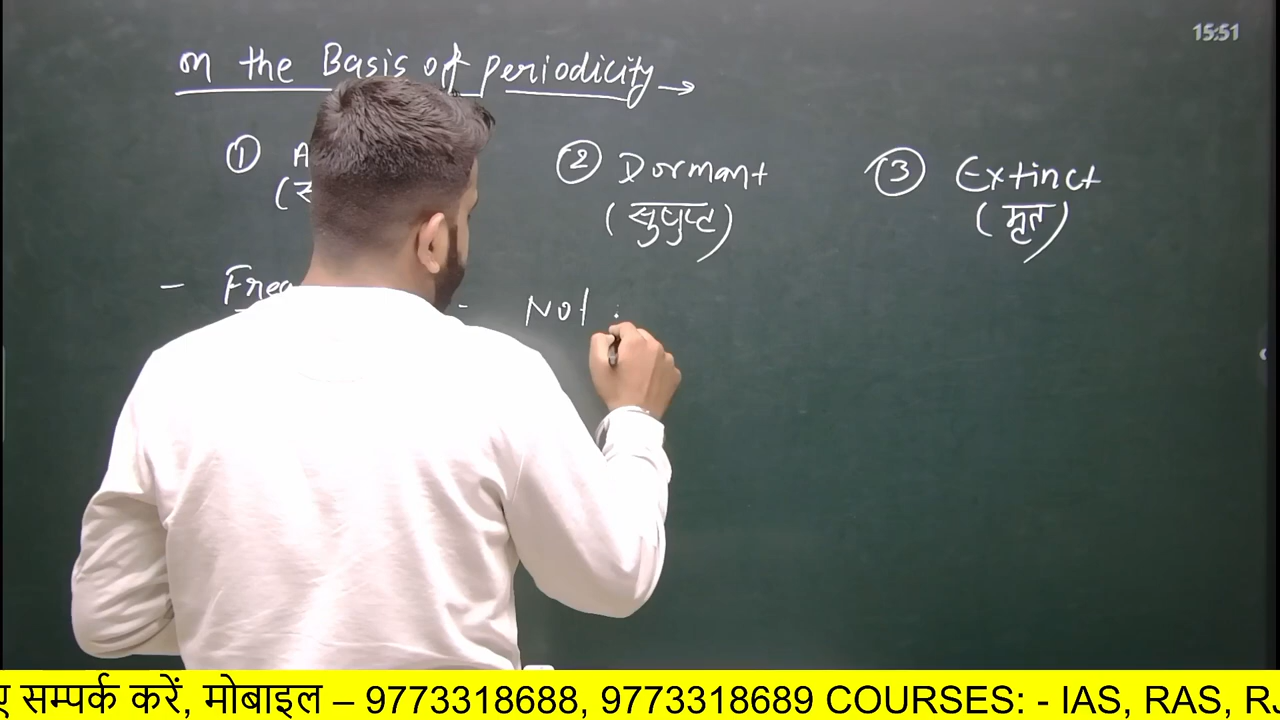 15:51
on the Basis of periodicity →
① ② Dormant ③ Extinct
(सुषुप्त) (मृत)
- - Not
ए सम्पर्क करें, मोबाइल – 9773318688, 9773318689 COURSES: - IAS, RAS, RJ